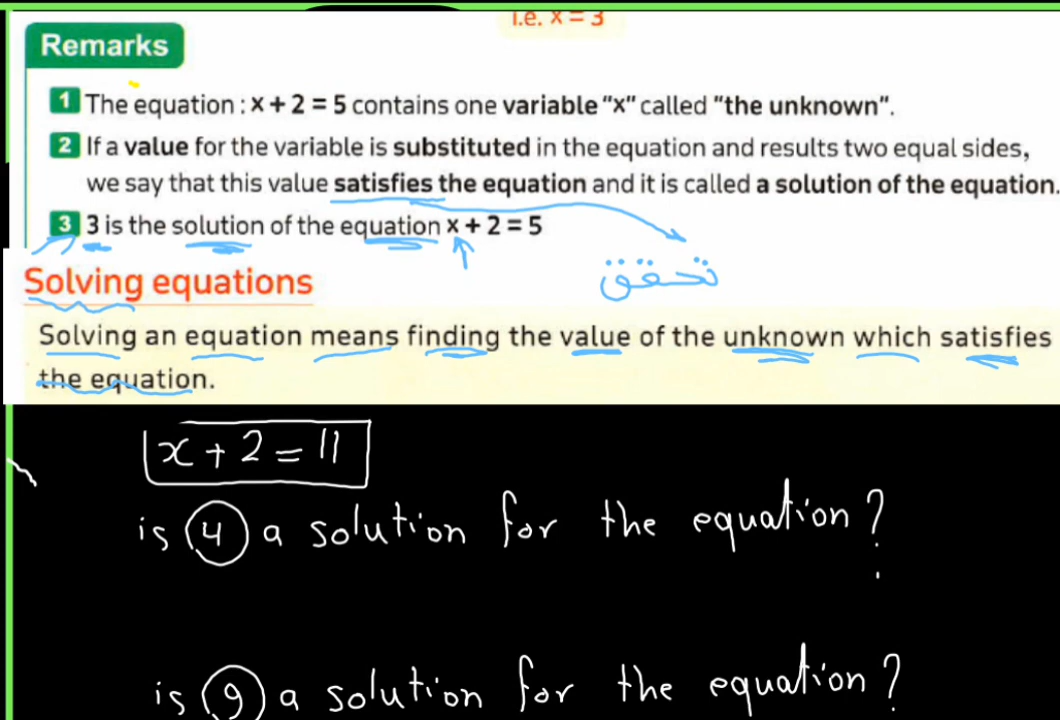 i.e. x = 3
Remarks
1 The equation : x + 2 = 5 contains one variable "x" called "the unknown".
2 If a value for the variable is substituted in the equation and results two equal sides,
we say that this value satisfies the equation and it is called a solution of the equation.
3 3 is the solution of the equation x + 2 = 5
تحقق
Solving equations
Solving an equation means finding the value of the unknown which satisfies
the equation.
x + 2 = 11
is 4 a solution for the equation?
is 9 a solution for the equation?